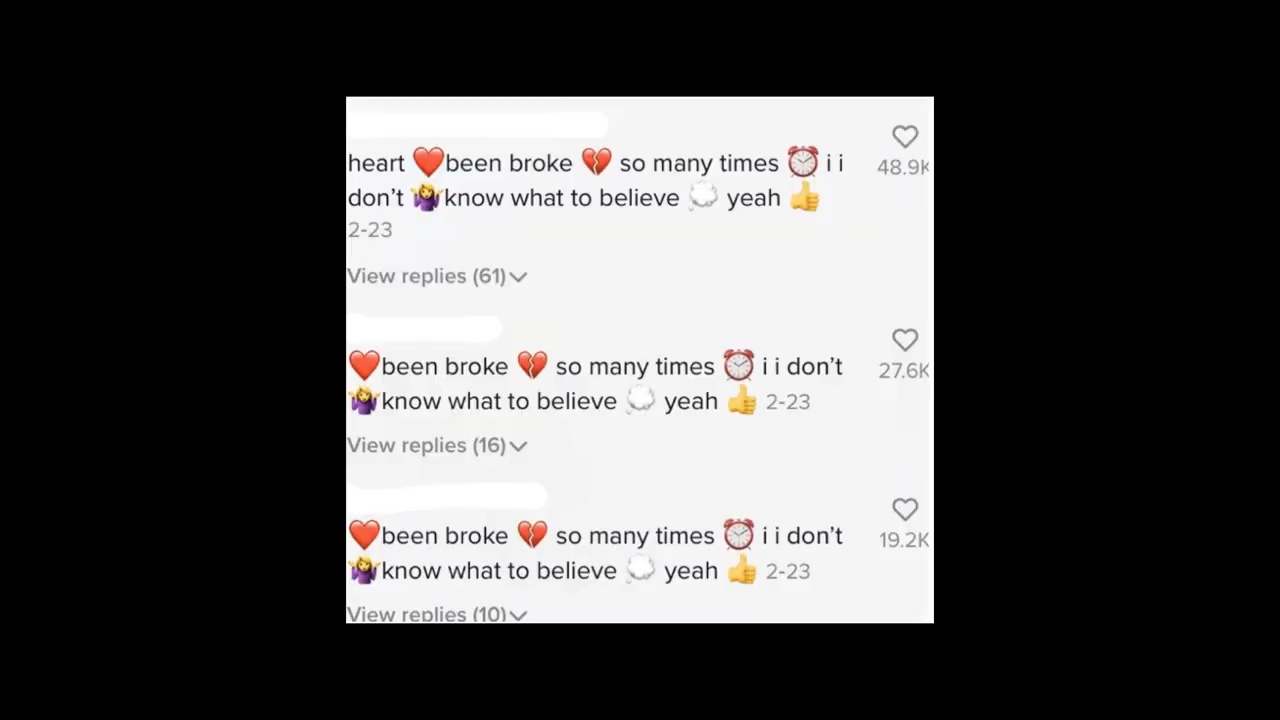 heart ❤️been broke 💔 so many times ⏰ i i
48.9K
don’t 🤷‍♀️know what to believe 💭 yeah 👍
2-23
View replies (61)
❤️been broke 💔 so many times ⏰ i i don’t
27.6K
🤷‍♀️know what to believe 💭 yeah 👍 2-23
View replies (16)
❤️been broke 💔 so many times ⏰ i i don’t
19.2K
🤷‍♀️know what to believe 💭 yeah 👍 2-23
View replies (10)